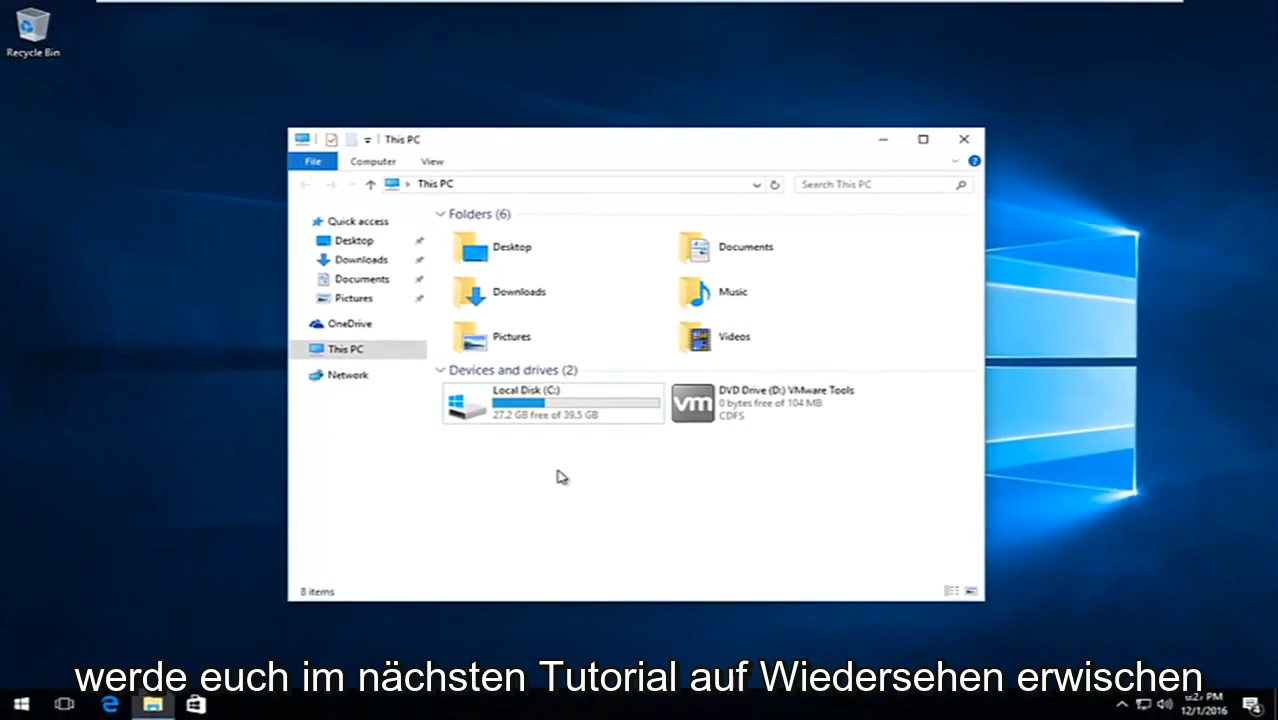 Recycle Bin
This PC
File Computer View
This PC
Search This PC
Quick access
Desktop
Downloads
Documents
Pictures
OneDrive
This PC
Network
Folders (6)
Desktop
Documents
Downloads
Music
Pictures
Videos
Devices and drives (2)
Local Disk (C:)
27.2 GB free of 39.5 GB
vm
DVD Drive (D:) VMware Tools
0 bytes free of 104 MB
CDFS
8 items
werde euch im nächsten Tutorial auf Wiedersehen erwischen
PM
12/1/2016